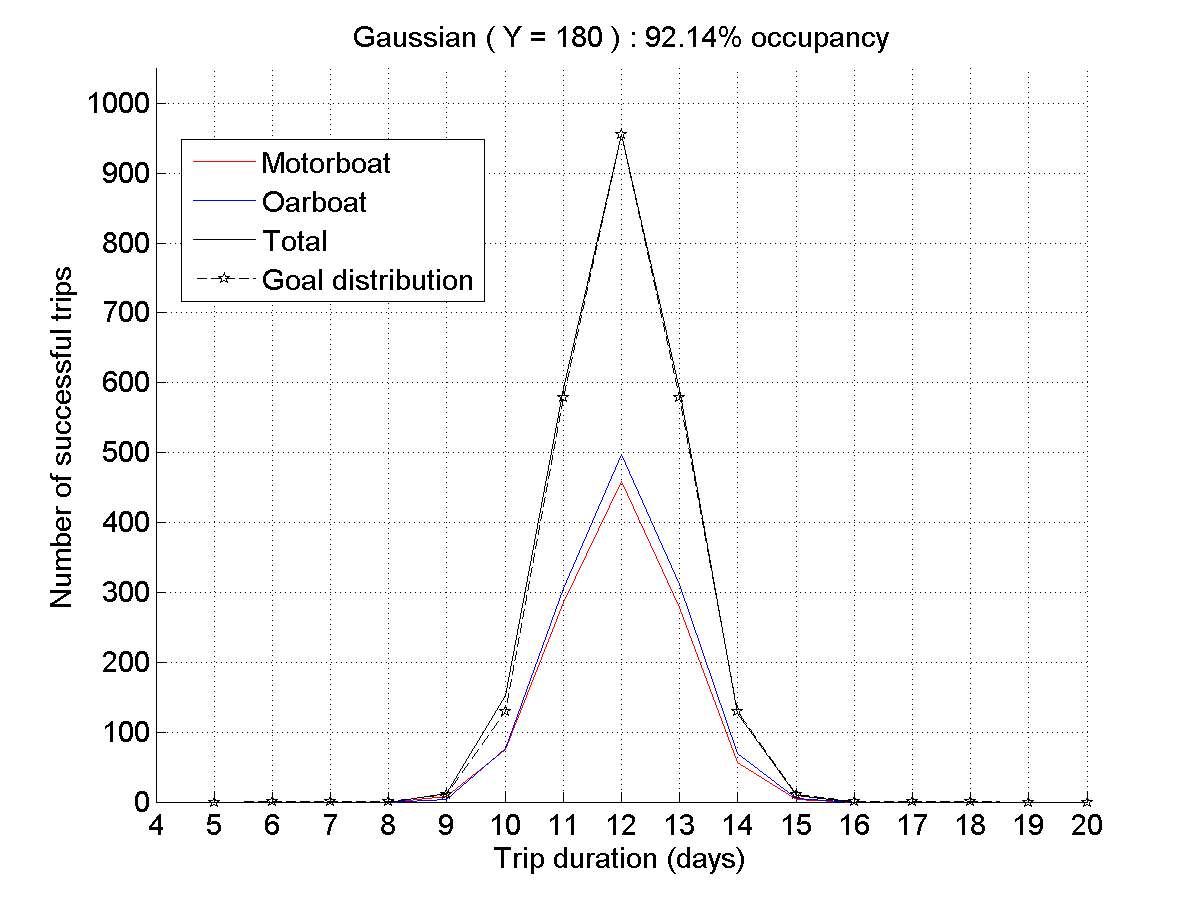 Gaussian ( Y = 180 ) : 92.14% occupancy
1000
900
800
700
600
500
400
300
200
100
0
Number of successful trips
Motorboat
Oarboat
Total
Goal distribution
4 5 6 7 8 9 10 11 12 13 14 15 16 17 18 19 20
Trip duration (days)